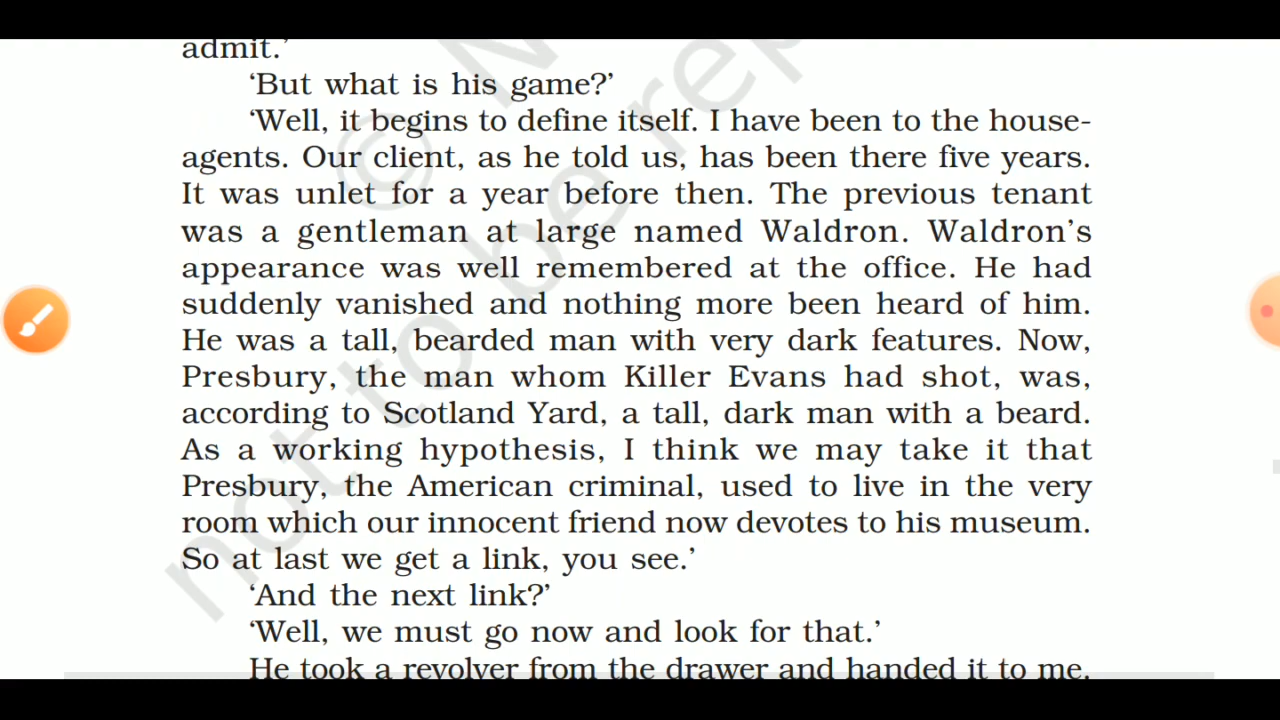 admit.’
‘But what is his game?’
‘Well, it begins to define itself. I have been to the house-
agents. Our client, as he told us, has been there five years.
It was unlet for a year before then. The previous tenant
was a gentleman at large named Waldron. Waldron’s
appearance was well remembered at the office. He had
suddenly vanished and nothing more been heard of him.
He was a tall, bearded man with very dark features. Now,
Presbury, the man whom Killer Evans had shot, was,
according to Scotland Yard, a tall, dark man with a beard.
As a working hypothesis, I think we may take it that
Presbury, the American criminal, used to live in the very
room which our innocent friend now devotes to his museum.
So at last we get a link, you see.’
‘And the next link?’
‘Well, we must go now and look for that.’
He took a revolver from the drawer and handed it to me.
©
not to be rep